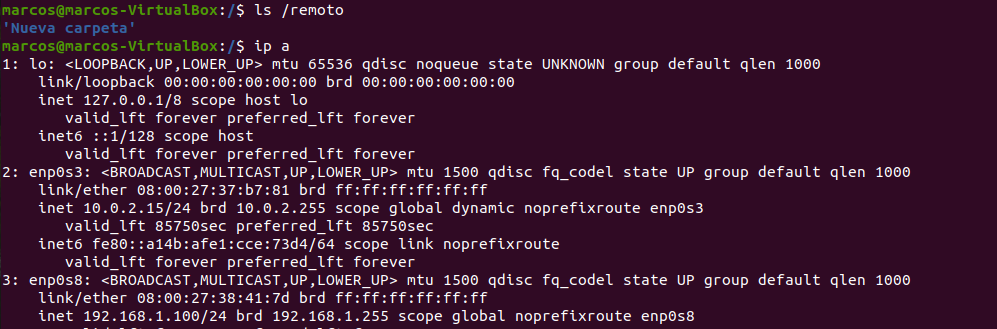 marcos@marcos-VirtualBox:/$ ls /remoto
'Nueva carpeta'
marcos@marcos-VirtualBox:/$ ip a
1: lo: <LOOPBACK,UP,LOWER_UP> mtu 65536 qdisc noqueue state UNKNOWN group default qlen 1000
    link/loopback 00:00:00:00:00:00 brd 00:00:00:00:00:00
    inet 127.0.0.1/8 scope host lo
       valid_lft forever preferred_lft forever
    inet6 ::1/128 scope host
       valid_lft forever preferred_lft forever
2: enp0s3: <BROADCAST,MULTICAST,UP,LOWER_UP> mtu 1500 qdisc fq_codel state UP group default qlen 1000
    link/ether 08:00:27:37:b7:81 brd ff:ff:ff:ff:ff:ff
    inet 10.0.2.15/24 brd 10.0.2.255 scope global dynamic noprefixroute enp0s3
       valid_lft 85750sec preferred_lft 85750sec
    inet6 fe80::a14b:afe1:cce:73d4/64 scope link noprefixroute
       valid_lft forever preferred_lft forever
3: enp0s8: <BROADCAST,MULTICAST,UP,LOWER_UP> mtu 1500 qdisc fq_codel state UP group default qlen 1000
    link/ether 08:00:27:38:41:7d brd ff:ff:ff:ff:ff:ff
    inet 192.168.1.100/24 brd 192.168.1.255 scope global noprefixroute enp0s8